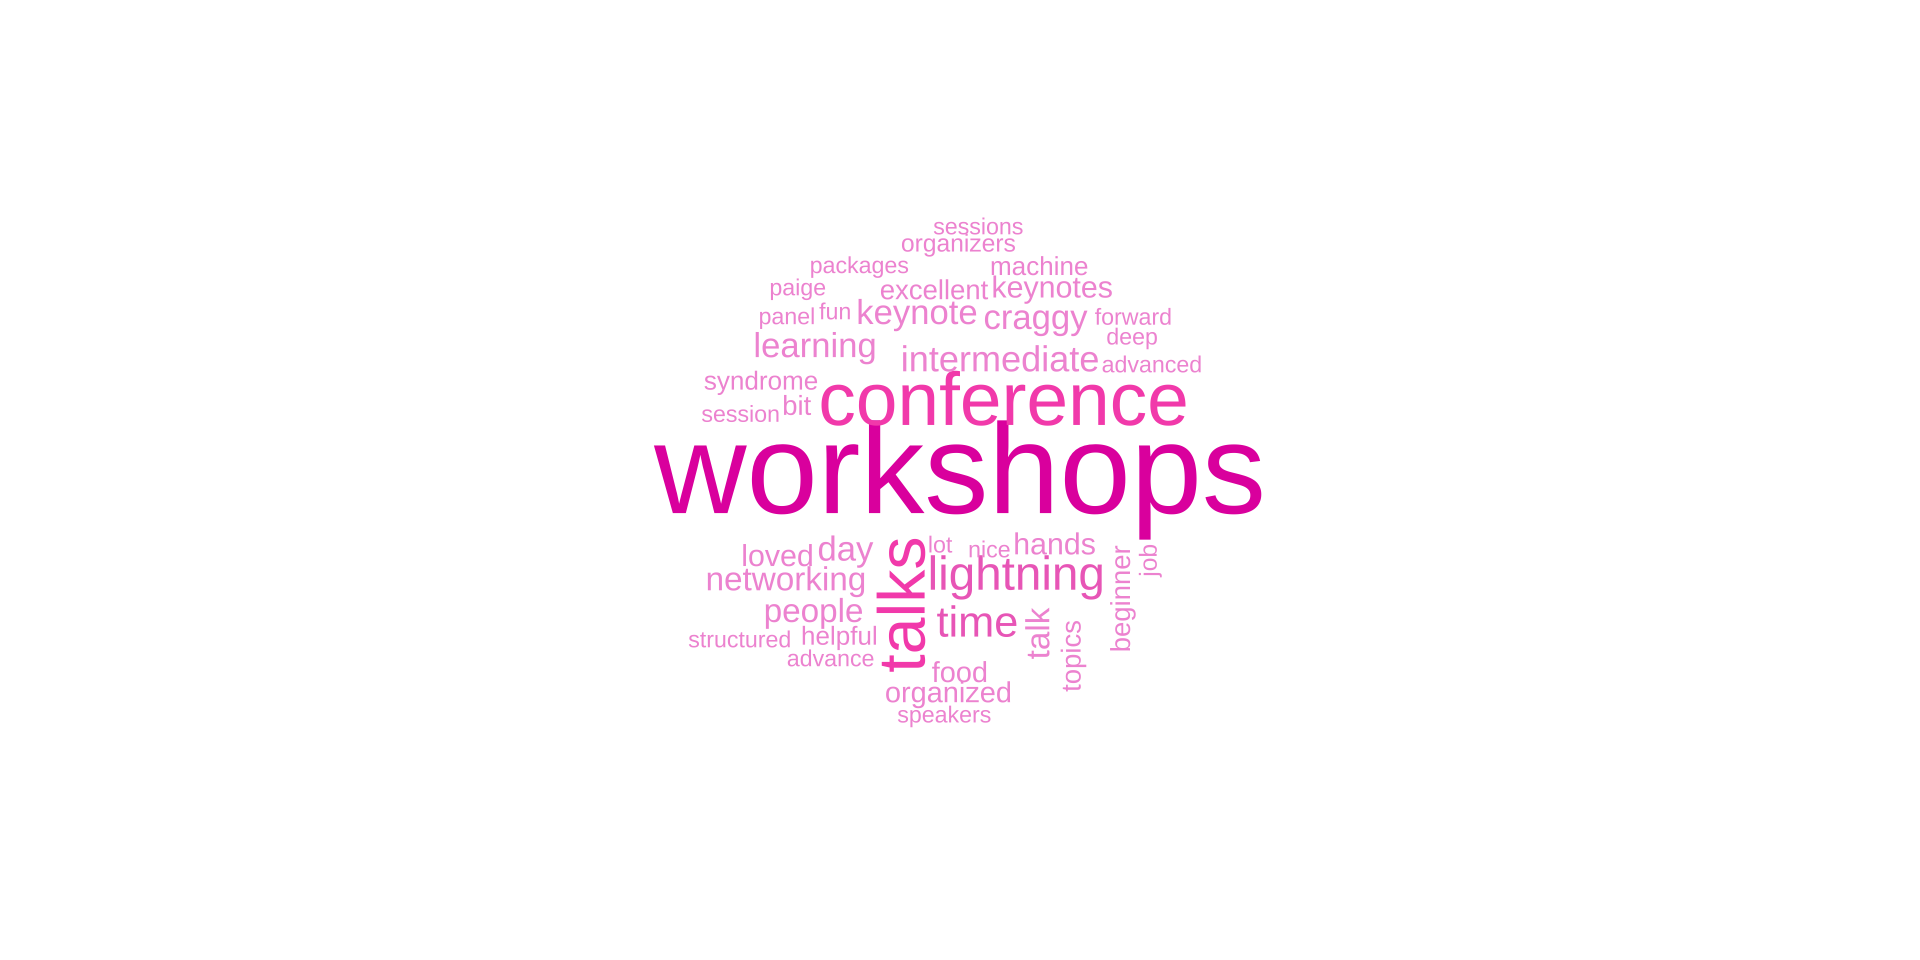 sessions
organizers
packages machine
paige excellent keynotes
panel fun keynote craggy forward
learning intermediate deep
advanced
syndrome conference
session bit
workshops
loved day talks lot nice hands beginner job
networking lightning
people time talk topics
structured helpful
advance food
organized
speakers